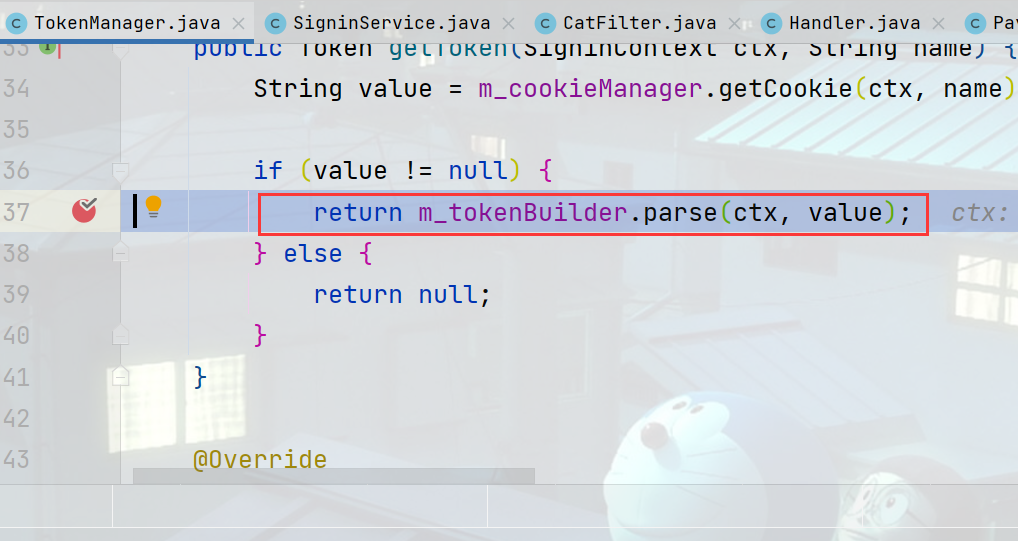 TokenManager.java SigninService.java CatFilter.java Handler.java Pa
33 public Token getToken(SigninContext ctx, String name) {
34 String value = m_cookieManager.getCookie(ctx, name)
35
36 if (value != null) {
37 return m_tokenBuilder.parse(ctx, value); ctx:
38 } else {
39 return null;
40 }
41 }
42
43 @Override